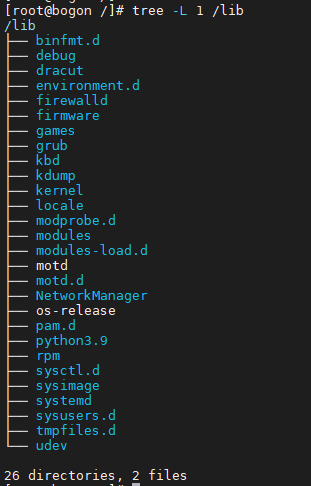 [root@bogon /]# tree -L 1 /lib
/lib
├── binfmt.d
├── debug
├── dracut
├── environment.d
├── firewalld
├── firmware
├── games
├── grub
├── kbd
├── kdump
├── kernel
├── locale
├── modprobe.d
├── modules
├── modules-load.d
├── motd
├── motd.d
├── NetworkManager
├── os-release
├── pam.d
├── python3.9
├── rpm
├── sysctl.d
├── sysimage
├── systemd
├── sysusers.d
├── tmpfiles.d
└── udev
26 directories, 2 files
[root@bogon /]#